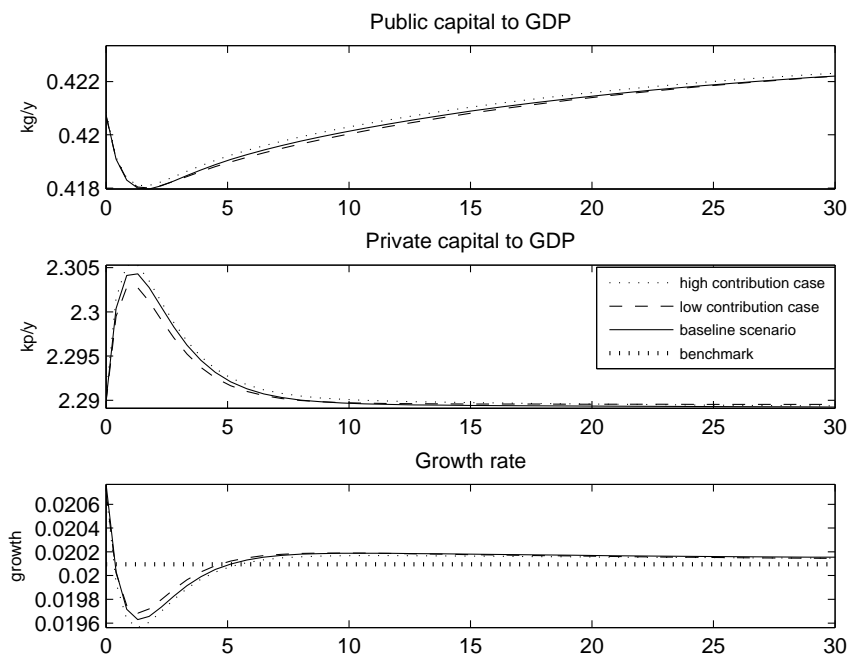 Public capital to GDP
kg/y
0.422
0.42
0.418
0 5 10 15 20 25 30
Private capital to GDP
kp/y
2.305
2.3
2.295
2.29
high contribution case
low contribution case
baseline scenario
benchmark
0 5 10 15 20 25 30
Growth rate
growth
0.0206
0.0204
0.0202
0.02
0.0198
0.0196
0 5 10 15 20 25 30